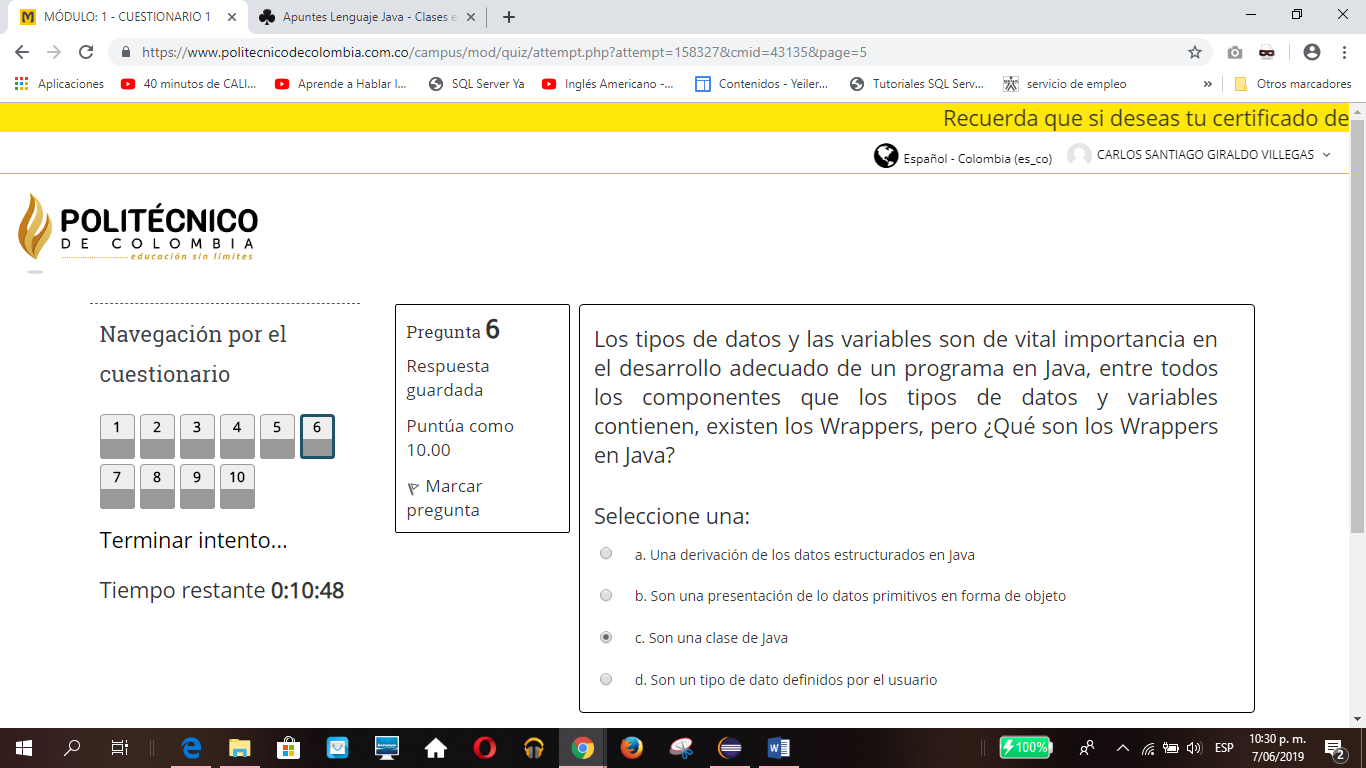 MÓDULO: 1 - CUESTIONARIO 1
Apuntes Lenguaje Java - Clases e
https://www.politecnicodecolombia.com.co/campus/mod/quiz/attempt.php?attempt=158327&cmid=43135&page=5
Aplicaciones
40 minutos de CALI...
Aprende a Hablar I...
SQL Server Ya
Inglés Americano -...
Contenidos - Yeiler...
Tutoriales SQL Serv...
servicio de empleo
»
Otros marcadores
Recuerda que si deseas tu certificado de
Español - Colombia (es_co)
CARLOS SANTIAGO GIRALDO VILLEGAS
POLITÉCNICO
DE COLOMBIA
educación sin límites
Navegación por el
cuestionario
1 2 3 4 5 6
7 8 9 10
Terminar intento...
Tiempo restante 0:10:48
Pregunta 6
Respuesta
guardada
Puntúa como
10.00
Marcar
pregunta
Los tipos de datos y las variables son de vital importancia en
el desarrollo adecuado de un programa en Java, entre todos
los componentes que los tipos de datos y variables
contienen, existen los Wrappers, pero ¿Qué son los Wrappers
en Java?
Seleccione una:
a. Una derivación de los datos estructurados en Java
b. Son una presentación de lo datos primitivos en forma de objeto
c. Son una clase de Java
d. Son un tipo de dato definidos por el usuario
100%
ESP
10:30 p. m.
7/06/2019
2